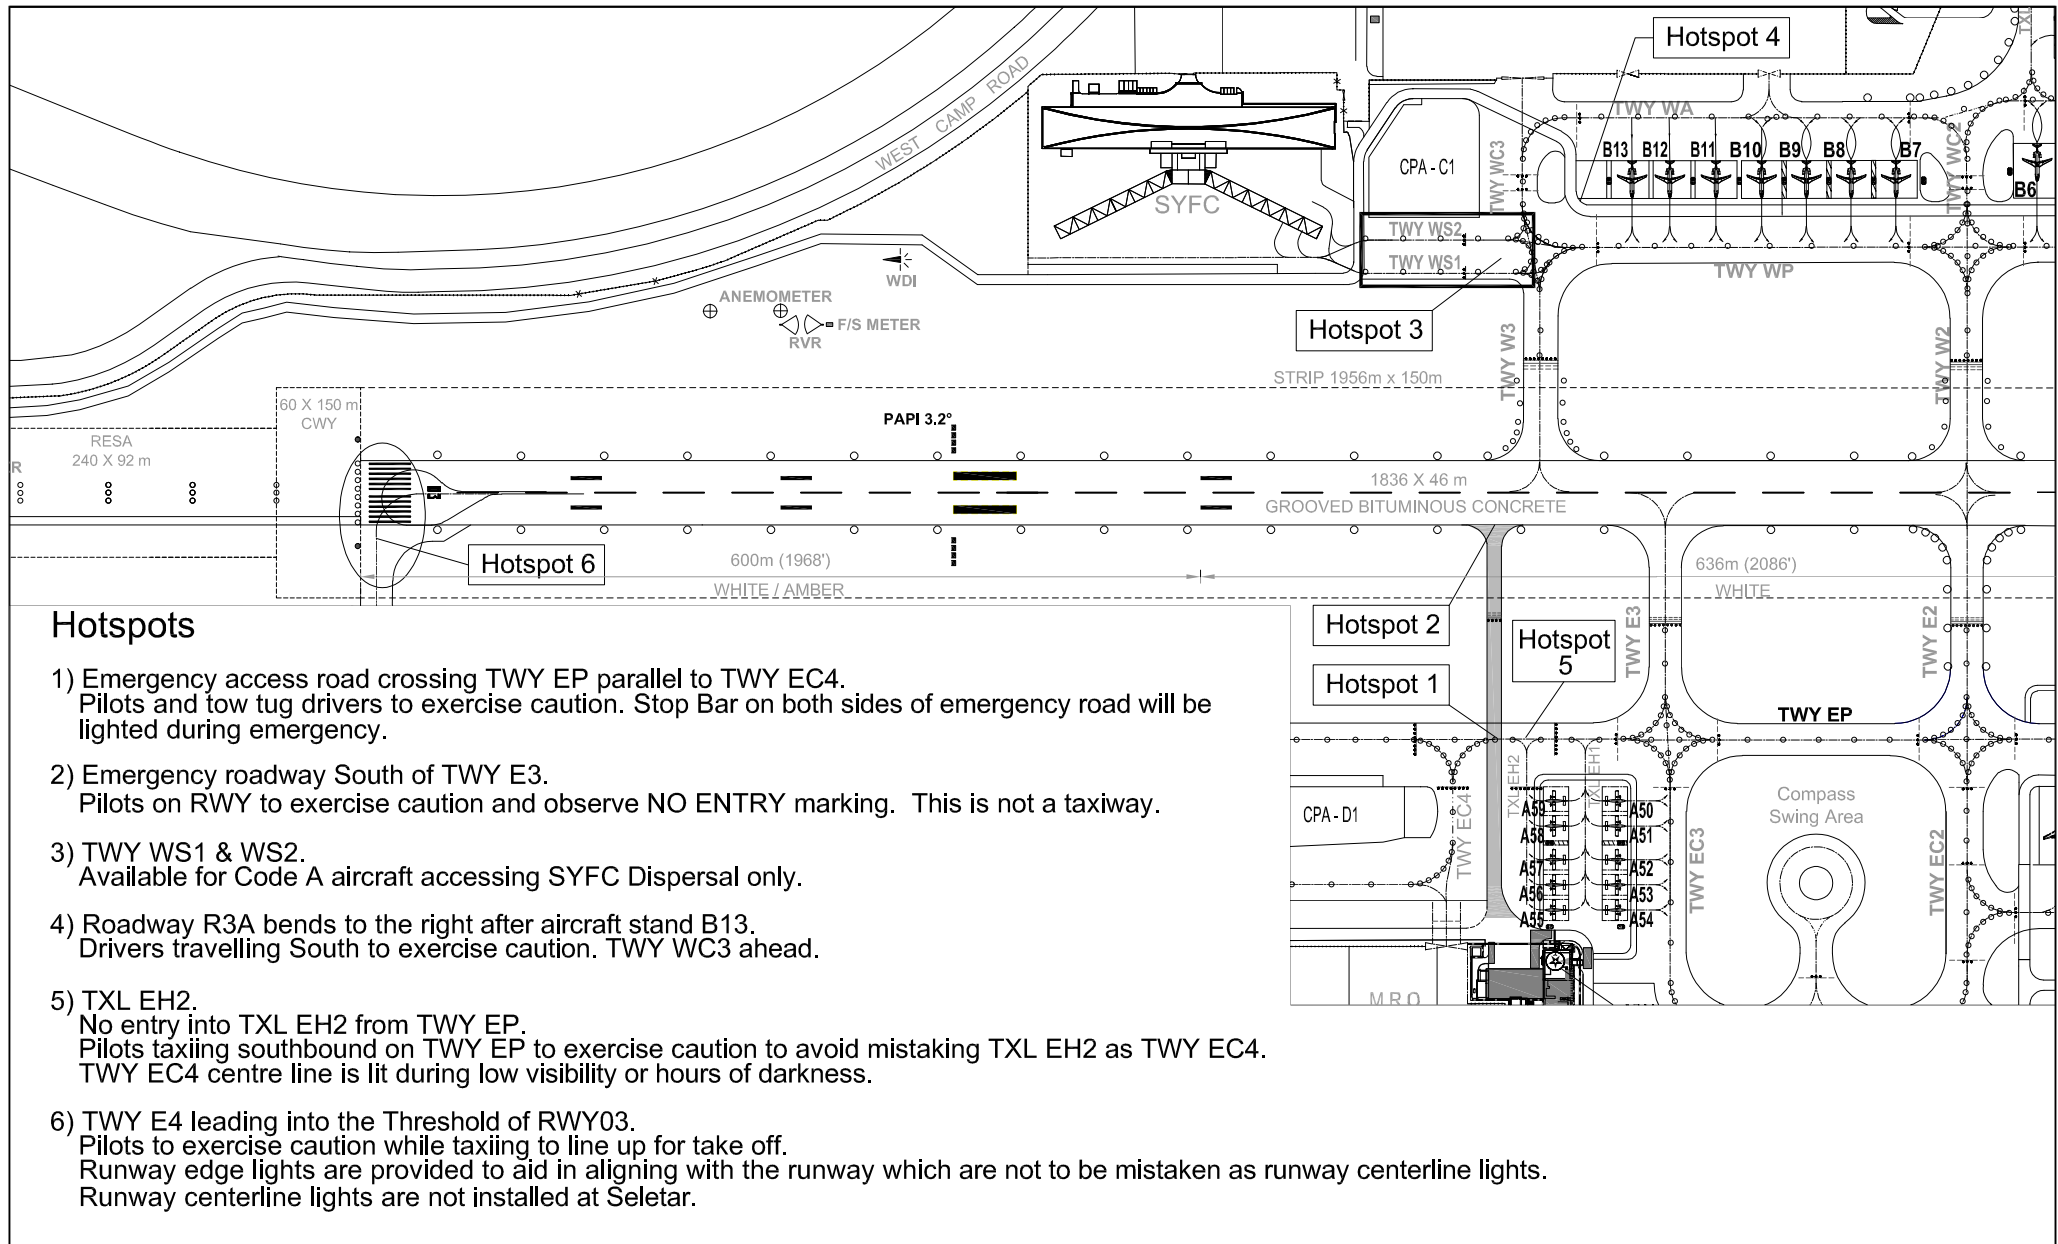 Hotspot 4
TXL
WEST CAMP ROAD
TWY WA
TWY WC2
TWY WC3
CPA - C1
B13
B12
B11
B10
B9
B8
B7
B6
SYFC
TWY WS2
TWY WS1
TWY WP
WDI
ANEMOMETER
F/S METER
RVR
Hotspot 3
TWY W3
TWY W2
STRIP 1956m x 150m
60 X 150 m
CWY
PAPI 3.2°
RESA
240 X 92 m
R
03
1836 X 46 m
GROOVED BITUMINOUS CONCRETE
Hotspot 6
600m (1968')
WHITE / AMBER
636m (2086')
WHITE
Hotspot 2
Hotspot
5
Hotspot 1
TWY E3
TWY E2
TWY EP
TXL EH2
TXL EH1
CPA - D1
TWY EC4
A59
A58
A57
A56
A55
A50
A51
A52
A53
A54
TWY EC3
Compass
Swing Area
TWY EC2
M R O
Hotspots
1) Emergency access road crossing TWY EP parallel to TWY EC4.
Pilots and tow tug drivers to exercise caution. Stop Bar on both sides of emergency road will be
lighted during emergency.
2) Emergency roadway South of TWY E3.
Pilots on RWY to exercise caution and observe NO ENTRY marking. This is not a taxiway.
3) TWY WS1 & WS2.
Available for Code A aircraft accessing SYFC Dispersal only.
4) Roadway R3A bends to the right after aircraft stand B13.
Drivers travelling South to exercise caution. TWY WC3 ahead.
5) TXL EH2.
No entry into TXL EH2 from TWY EP.
Pilots taxiing southbound on TWY EP to exercise caution to avoid mistaking TXL EH2 as TWY EC4.
TWY EC4 centre line is lit during low visibility or hours of darkness.
6) TWY E4 leading into the Threshold of RWY03.
Pilots to exercise caution while taxiing to line up for take off.
Runway edge lights are provided to aid in aligning with the runway which are not to be mistaken as runway centerline lights.
Runway centerline lights are not installed at Seletar.